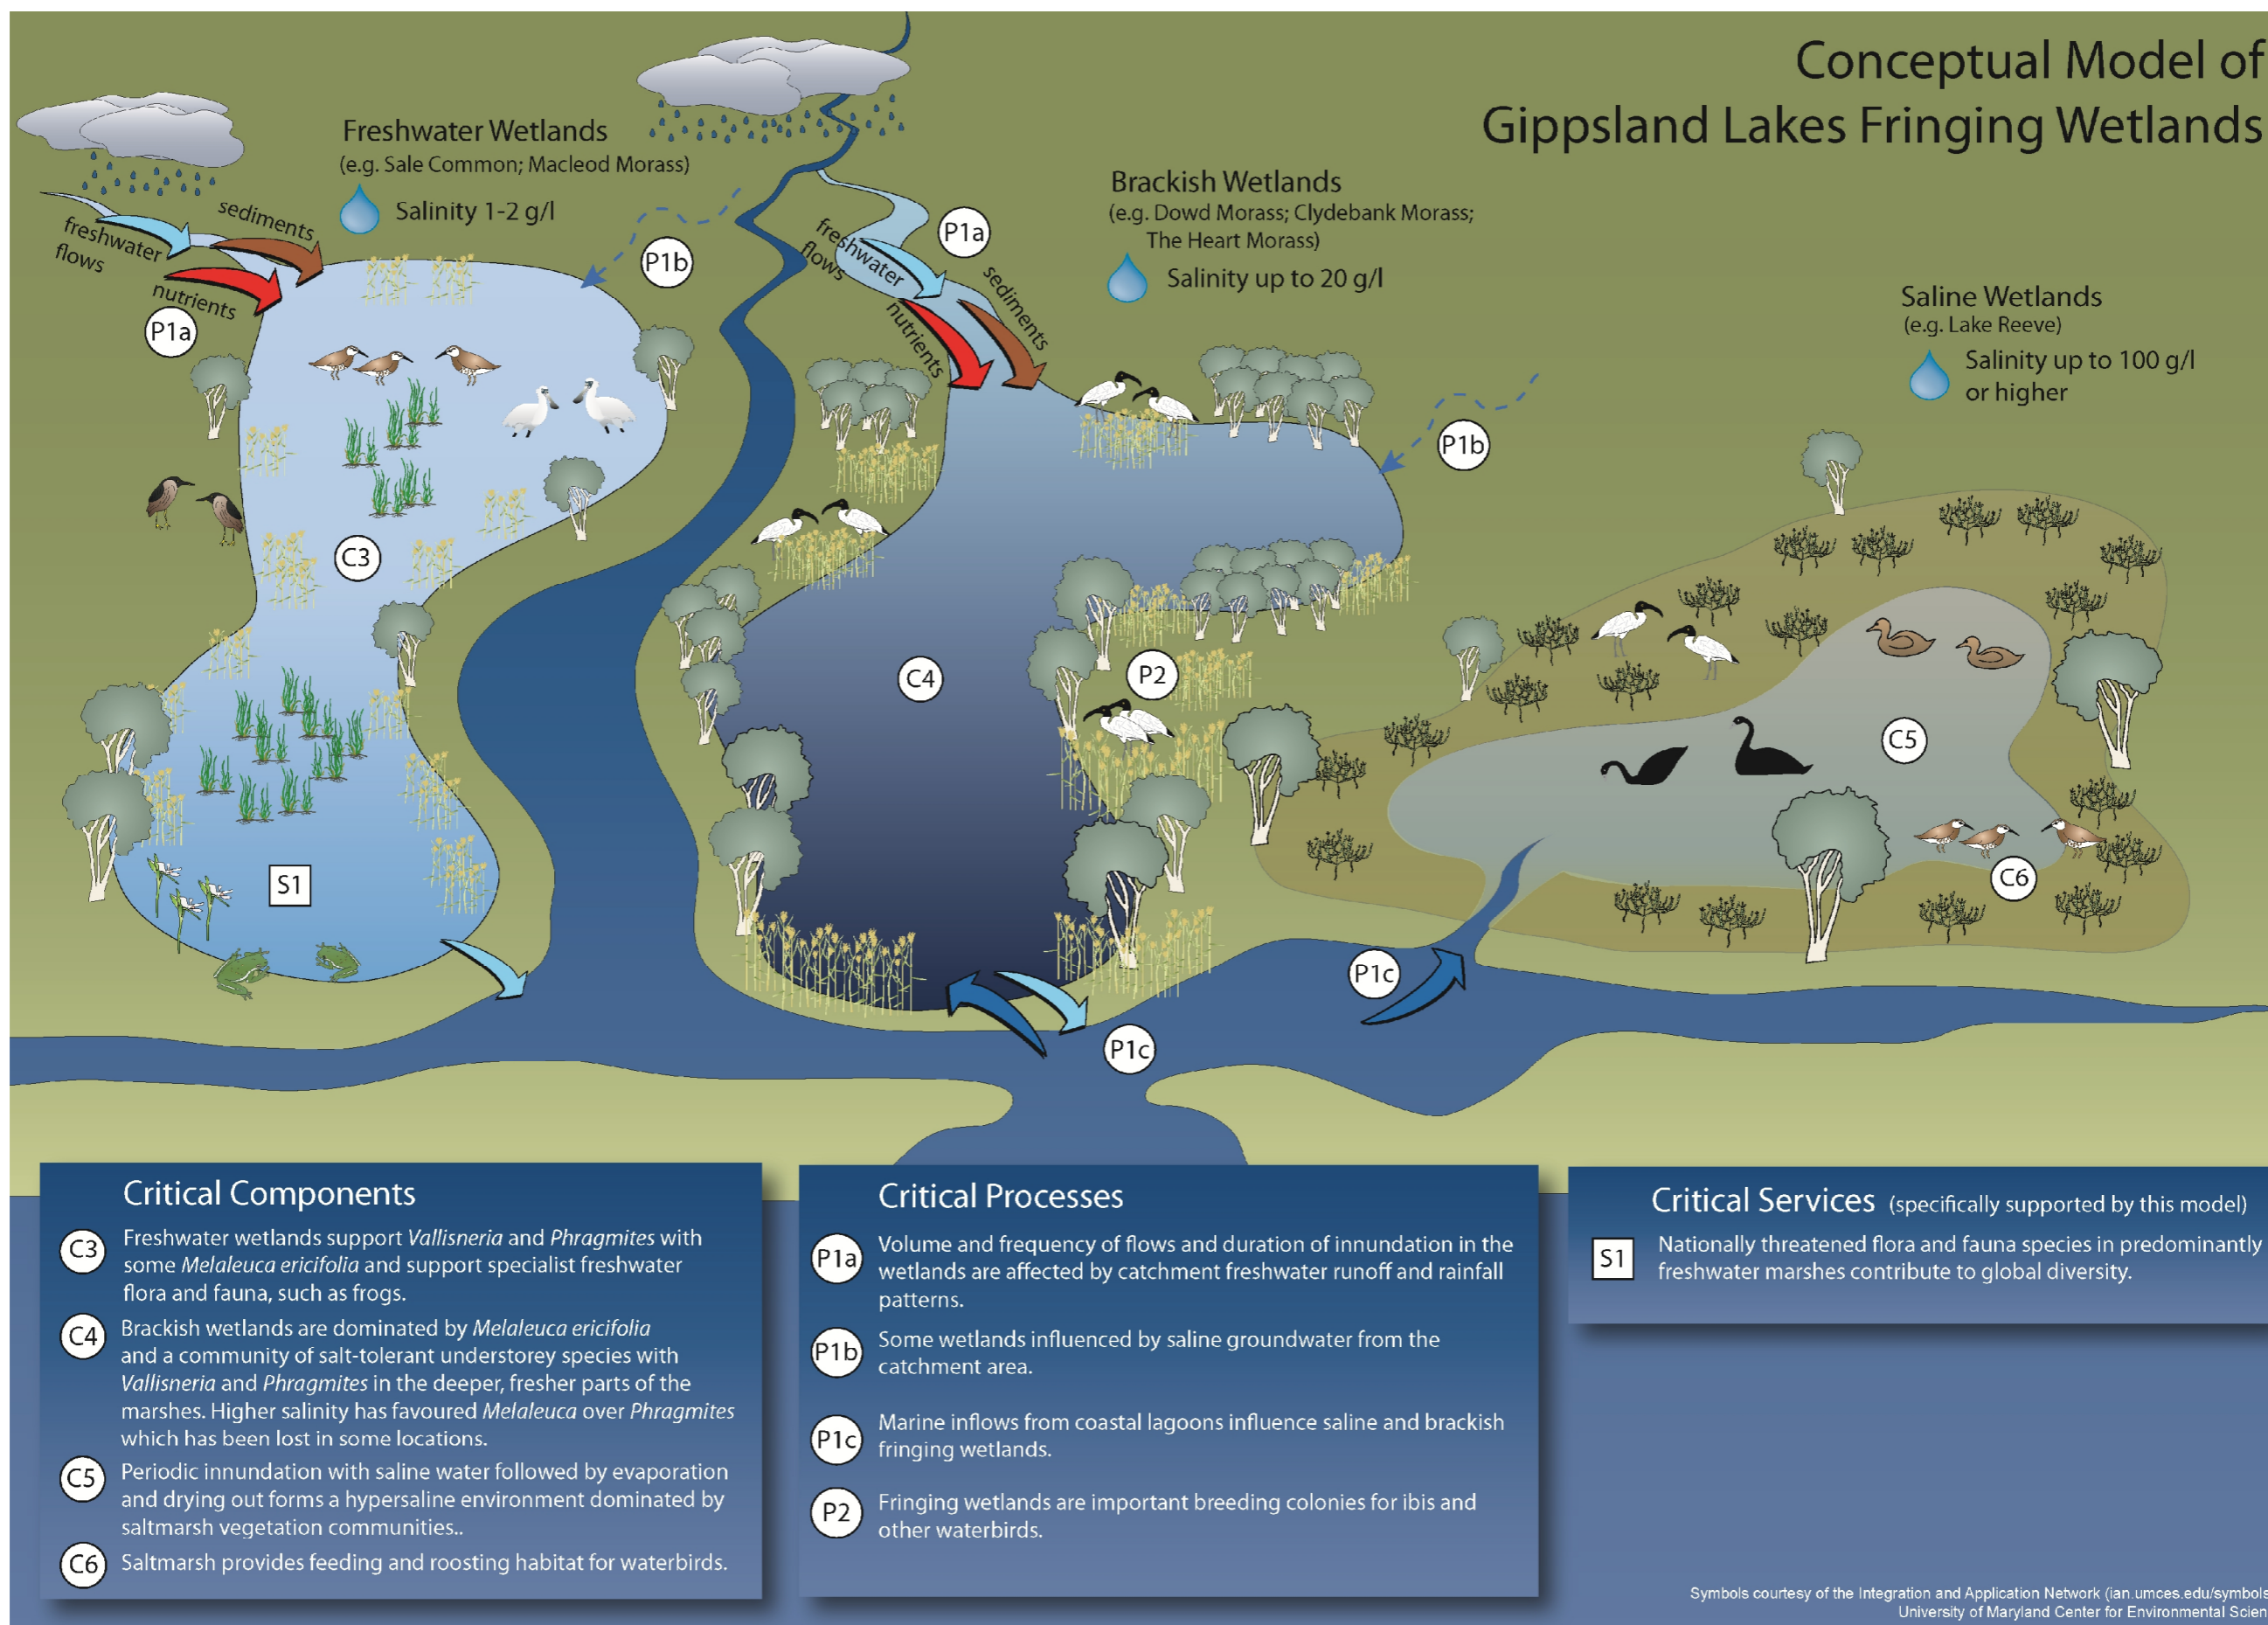 Conceptual Model of
Gippsland Lakes Fringing Wetlands
Freshwater Wetlands
(e.g. Sale Common; Macleod Morass)
Salinity 1-2 g/l
sediments
freshwater
flows
nutrients
P1a
P1b
Brackish Wetlands
(e.g. Dowd Morass; Clydebank Morass;
The Heart Morass)
Salinity up to 20 g/l
P1a
freshwater
flows
sediments
nutrients
P1b
Saline Wetlands
(e.g. Lake Reeve)
Salinity up to 100 g/l
or higher
C3
C4
P2
C5
C6
S1
P1c
P1c
Critical Components
C3
Freshwater wetlands support Vallisneria and Phragmites with
some Melaleuca ericifolia and support specialist freshwater
flora and fauna, such as frogs.
C4
Brackish wetlands are dominated by Melaleuca ericifolia
and a community of salt-tolerant understorey species with
Vallisneria and Phragmites in the deeper, fresher parts of the
marshes. Higher salinity has favoured Melaleuca over Phragmites
which has been lost in some locations.
C5
Periodic innundation with saline water followed by evaporation
and drying out forms a hypersaline environment dominated by
saltmarsh vegetation communities..
C6
Saltmarsh provides feeding and roosting habitat for waterbirds.
Critical Processes
P1a
Volume and frequency of flows and duration of innundation in the
wetlands are affected by catchment freshwater runoff and rainfall
patterns.
P1b
Some wetlands influenced by saline groundwater from the
catchment area.
P1c
Marine inflows from coastal lagoons influence saline and brackish
fringing wetlands.
P2
Fringing wetlands are important breeding colonies for ibis and
other waterbirds.
Critical Services (specifically supported by this model)
S1
Nationally threatened flora and fauna species in predominantly
freshwater marshes contribute to global diversity.
Symbols courtesy of the Integration and Application Network (ian.umces.edu/symbols
University of Maryland Center for Environmental Scien